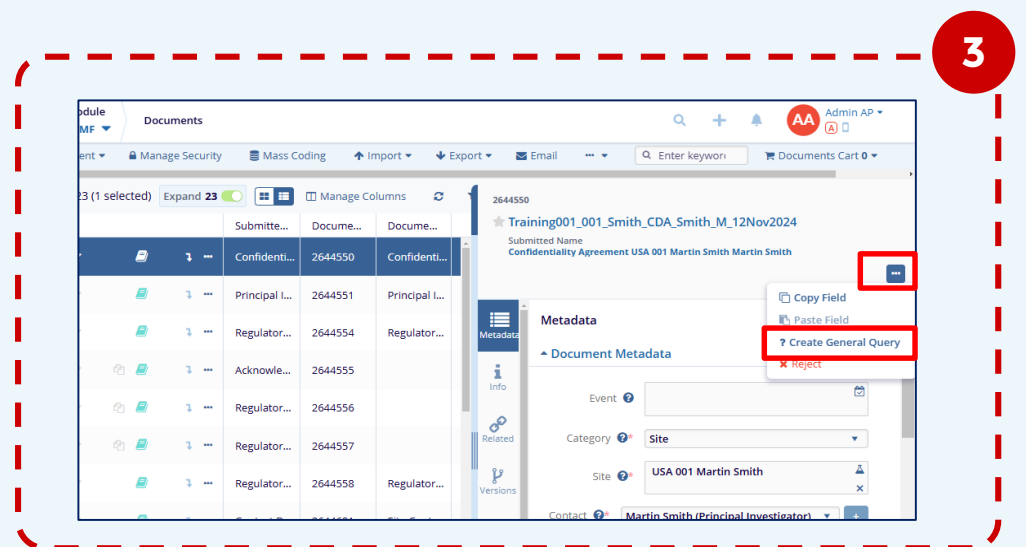 3
Documents
MF
Admin AP
AA
A
Manage Security
Mass Coding
Import
Export
Email
Enter keyword
Documents Cart 0
23 (1 selected)
Expand 23
Manage Columns
Submitte...
Docume...
Docume...
Confidenti...
2644550
Confidenti...
Principal I...
2644551
Principal I...
Regulator...
2644554
Regulator...
Acknowle...
2644555
Regulator...
2644556
Regulator...
2644557
Regulator...
2644558
Regulator...
2644550
Training001_001_Smith_CDA_Smith_M_12Nov2024
Submitted Name
Confidentiality Agreement USA 001 Martin Smith Martin Smith
Copy Field
Paste Field
? Create General Query
Reject
Metadata
Info
Related
Versions
Metadata
Document Metadata
Event
Category * Site
Site * USA 001 Martin Smith
Contact * Martin Smith (Principal Investigator)